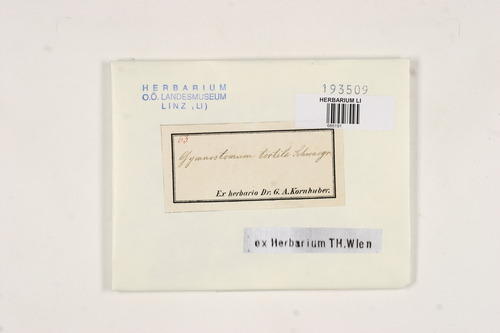 HERBARIUM
O.Ö. LANDESMUSEUM
LINZ (LI)
193509
HERBARIUM LI
Gymnostomum tortile Schwaegr
Ex herbario Dr. G. A. Kornhuber.
ex Herbarium TH.Wien